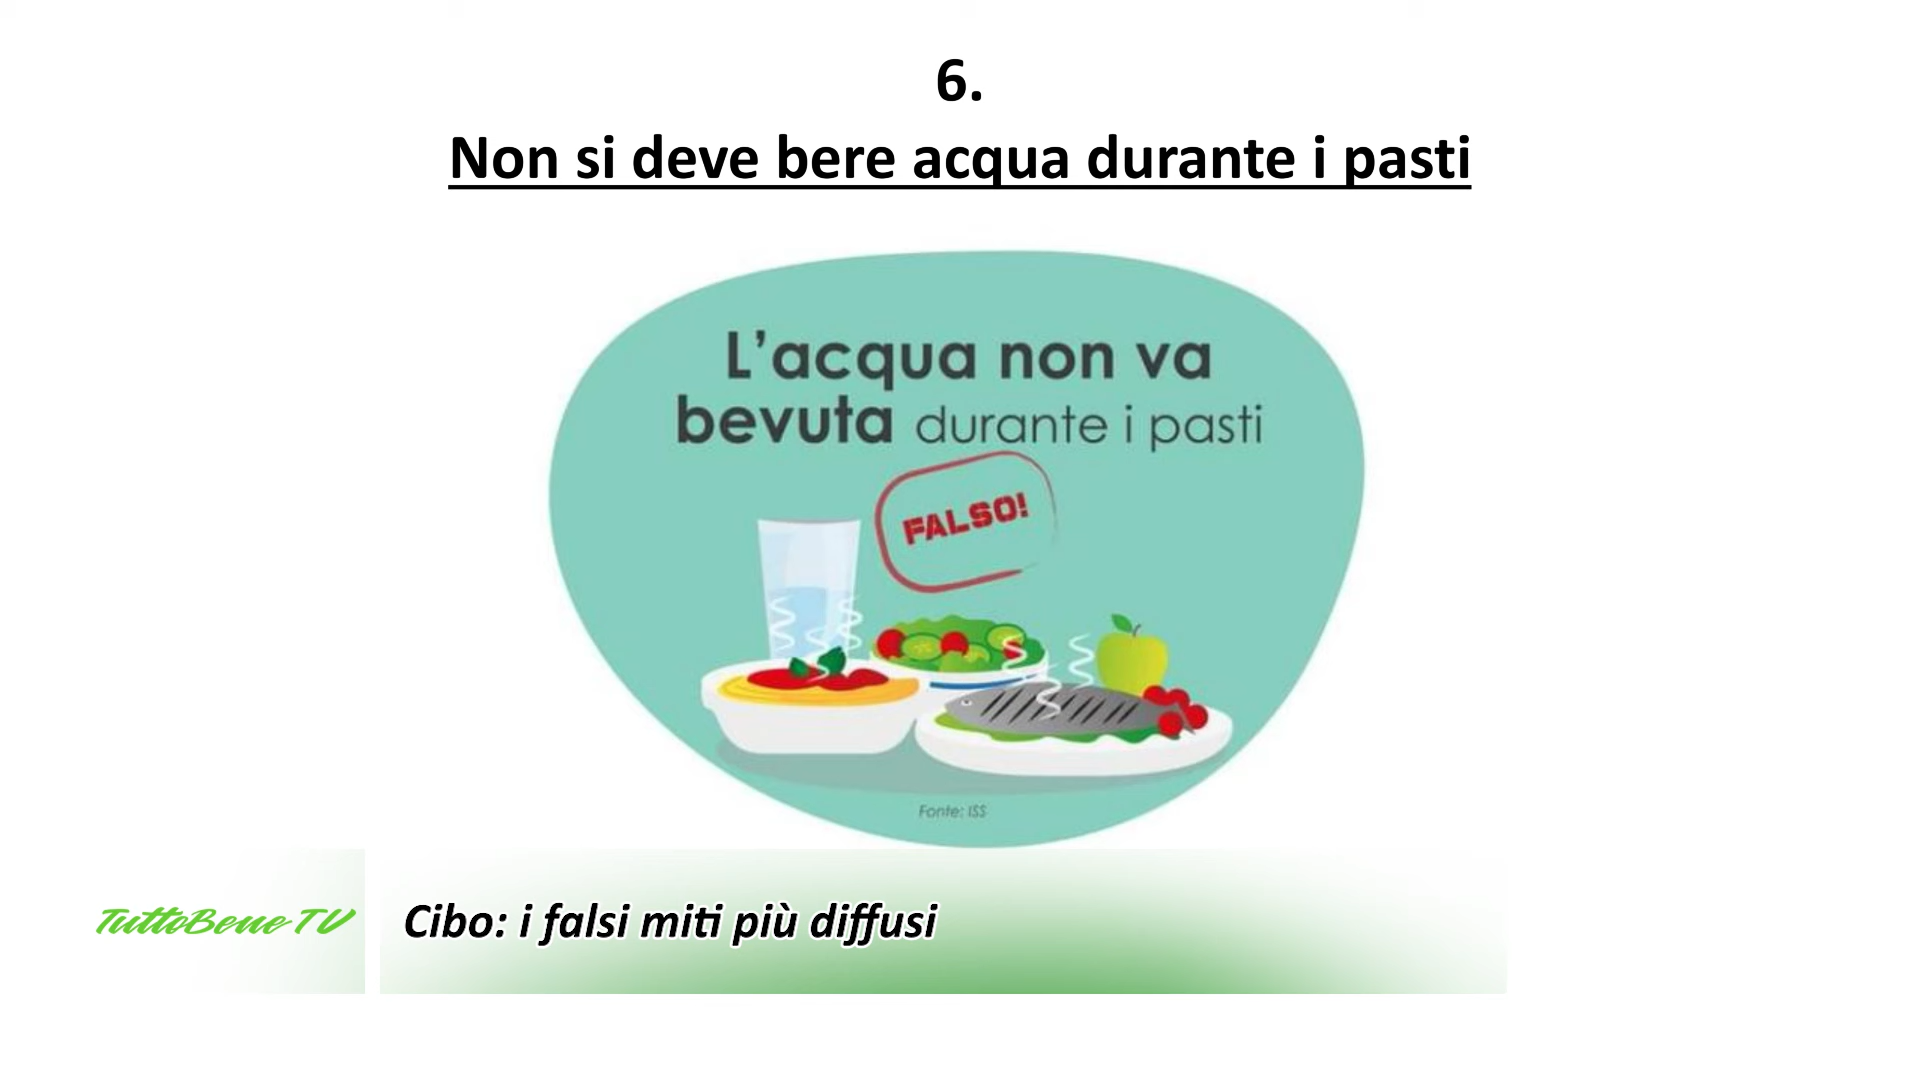 6.
Non si deve bere acqua durante i pasti
L'acqua non va
bevuta durante i pasti
FALSO!
Fonte: ISS
TuttoBene TV
Cibo: i falsi miti più diffusi